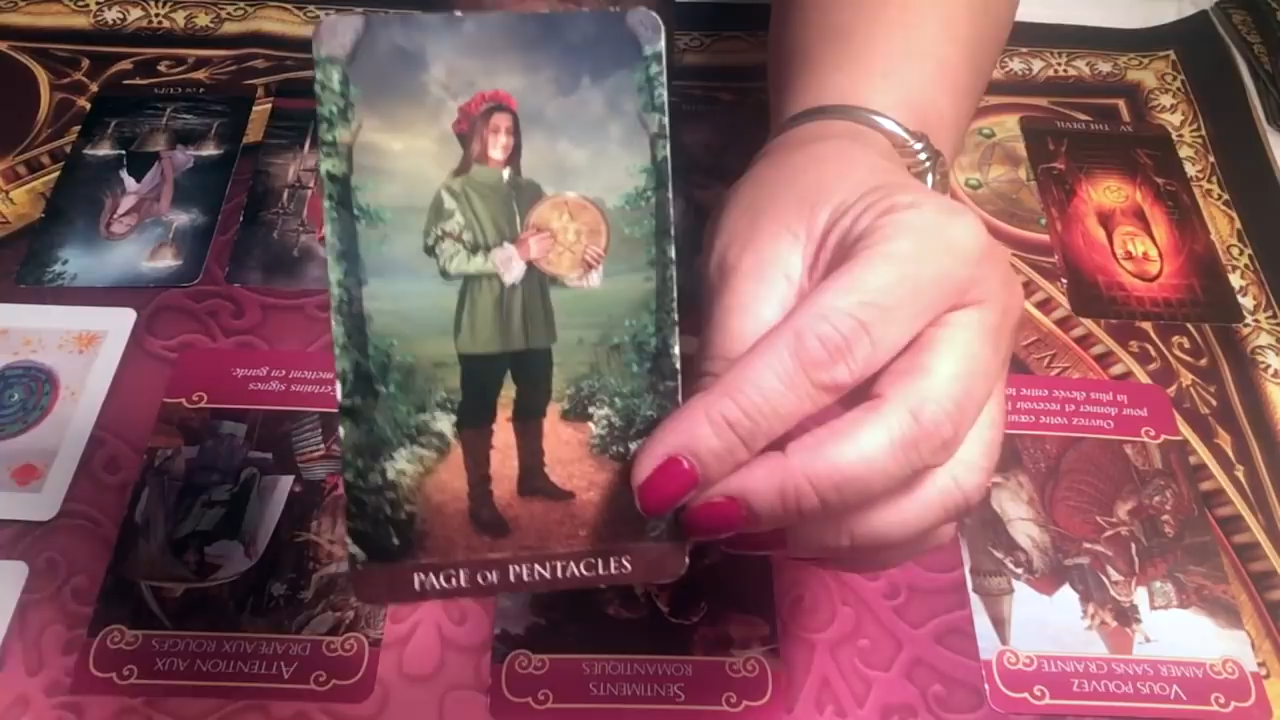 XV · THE DEVIL
Certains signes
mettent en garde.
Ouvrez votre cœur
pour donner et recevoir
la plus élevée entre
PAGE OF PENTACLES
ATTENTION AUX
DRAPEAUX ROUGES
SENTIMENTS
ROMANTIQUES
VOUS POUVEZ
AIMER SANS CRAINTE